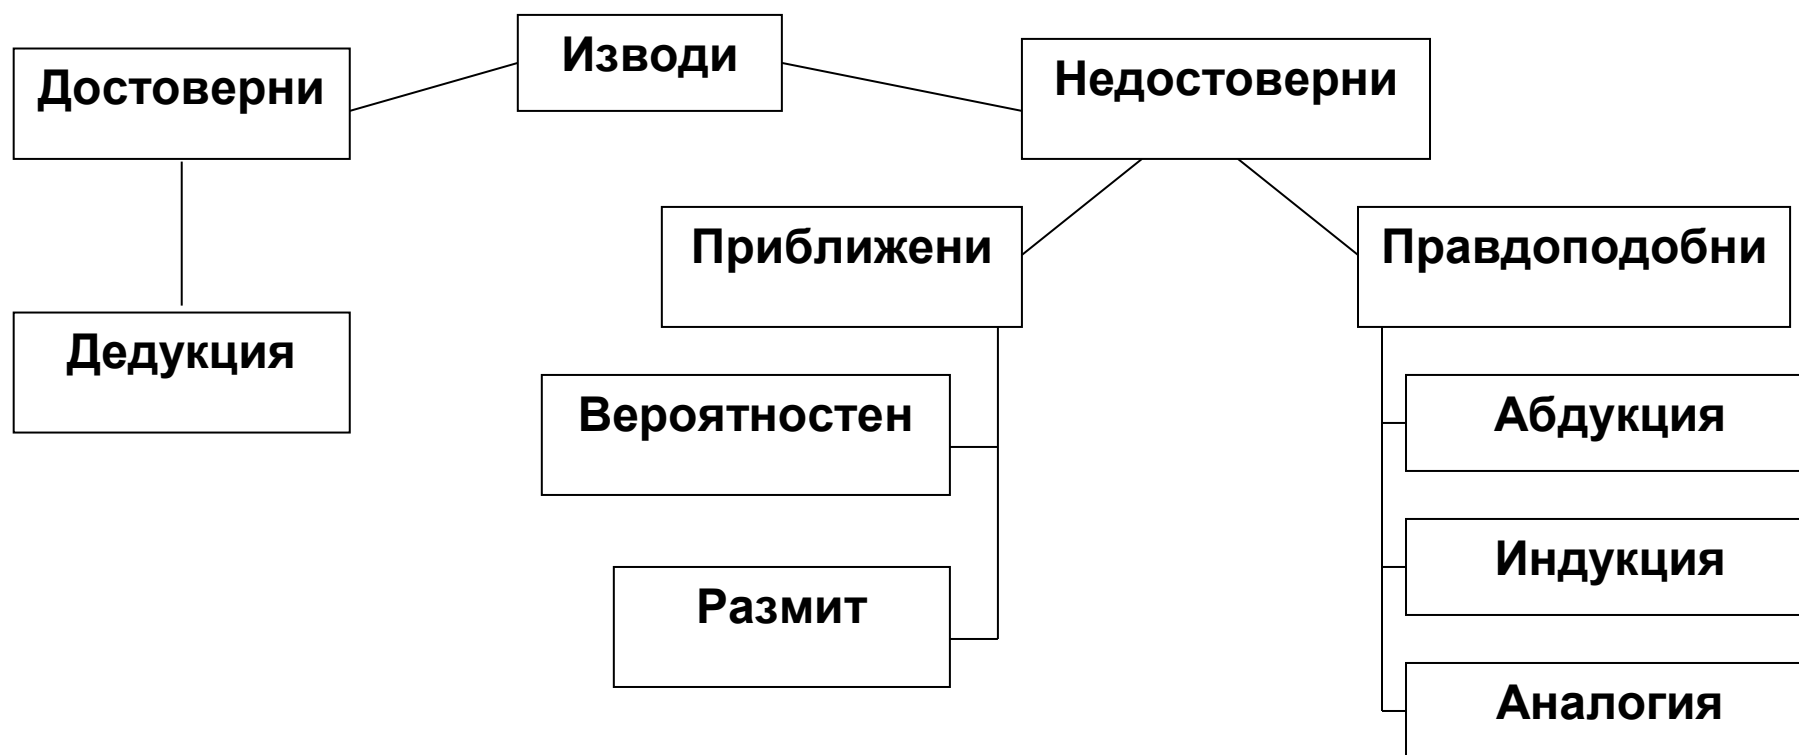 Изводи
Достоверни
Недостоверни
Приближени
Правдоподобни
Дедукция
Вероятностен
Абдукция
Индукция
Размит
Аналогия